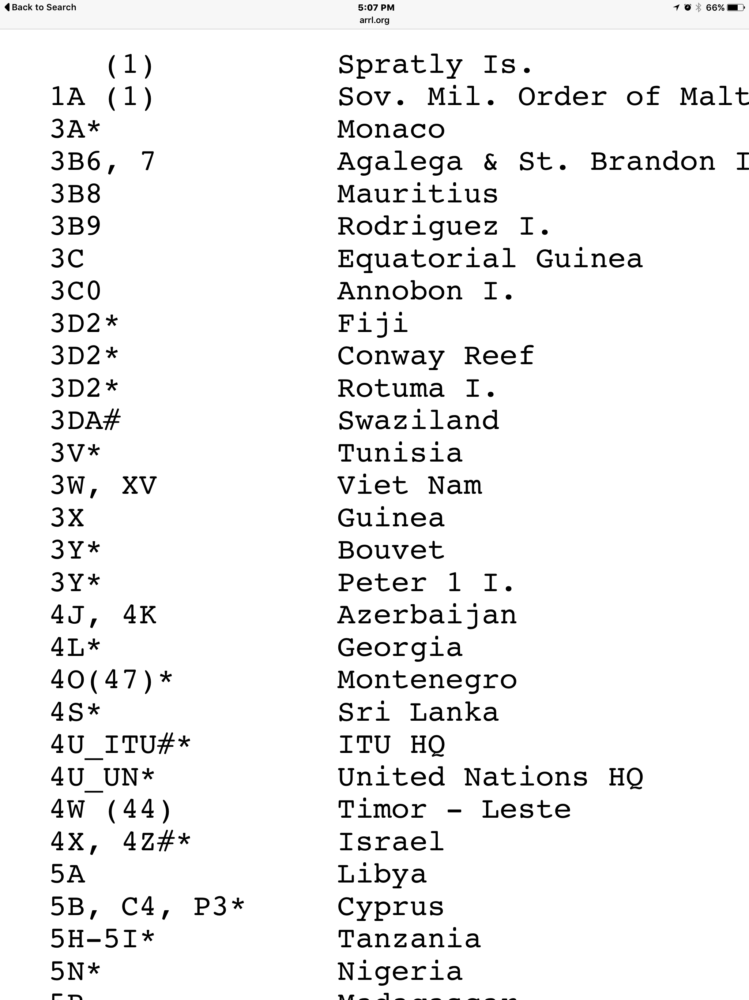 Back to Search 5:07 PM 66%
arrl.org
(1) Spratly Is.
1A (1) Sov. Mil. Order of Malt
3A* Monaco
3B6, 7 Agalega & St. Brandon I
3B8 Mauritius
3B9 Rodriguez I.
3C Equatorial Guinea
3C0 Annobon I.
3D2* Fiji
3D2* Conway Reef
3D2* Rotuma I.
3DA# Swaziland
3V* Tunisia
3W, XV Viet Nam
3X Guinea
3Y* Bouvet
3Y* Peter 1 I.
4J, 4K Azerbaijan
4L* Georgia
4O(47)* Montenegro
4S* Sri Lanka
4U_ITU#* ITU HQ
4U_UN* United Nations HQ
4W (44) Timor - Leste
4X, 4Z#* Israel
5A Libya
5B, C4, P3* Cyprus
5H-5I* Tanzania
5N* Nigeria